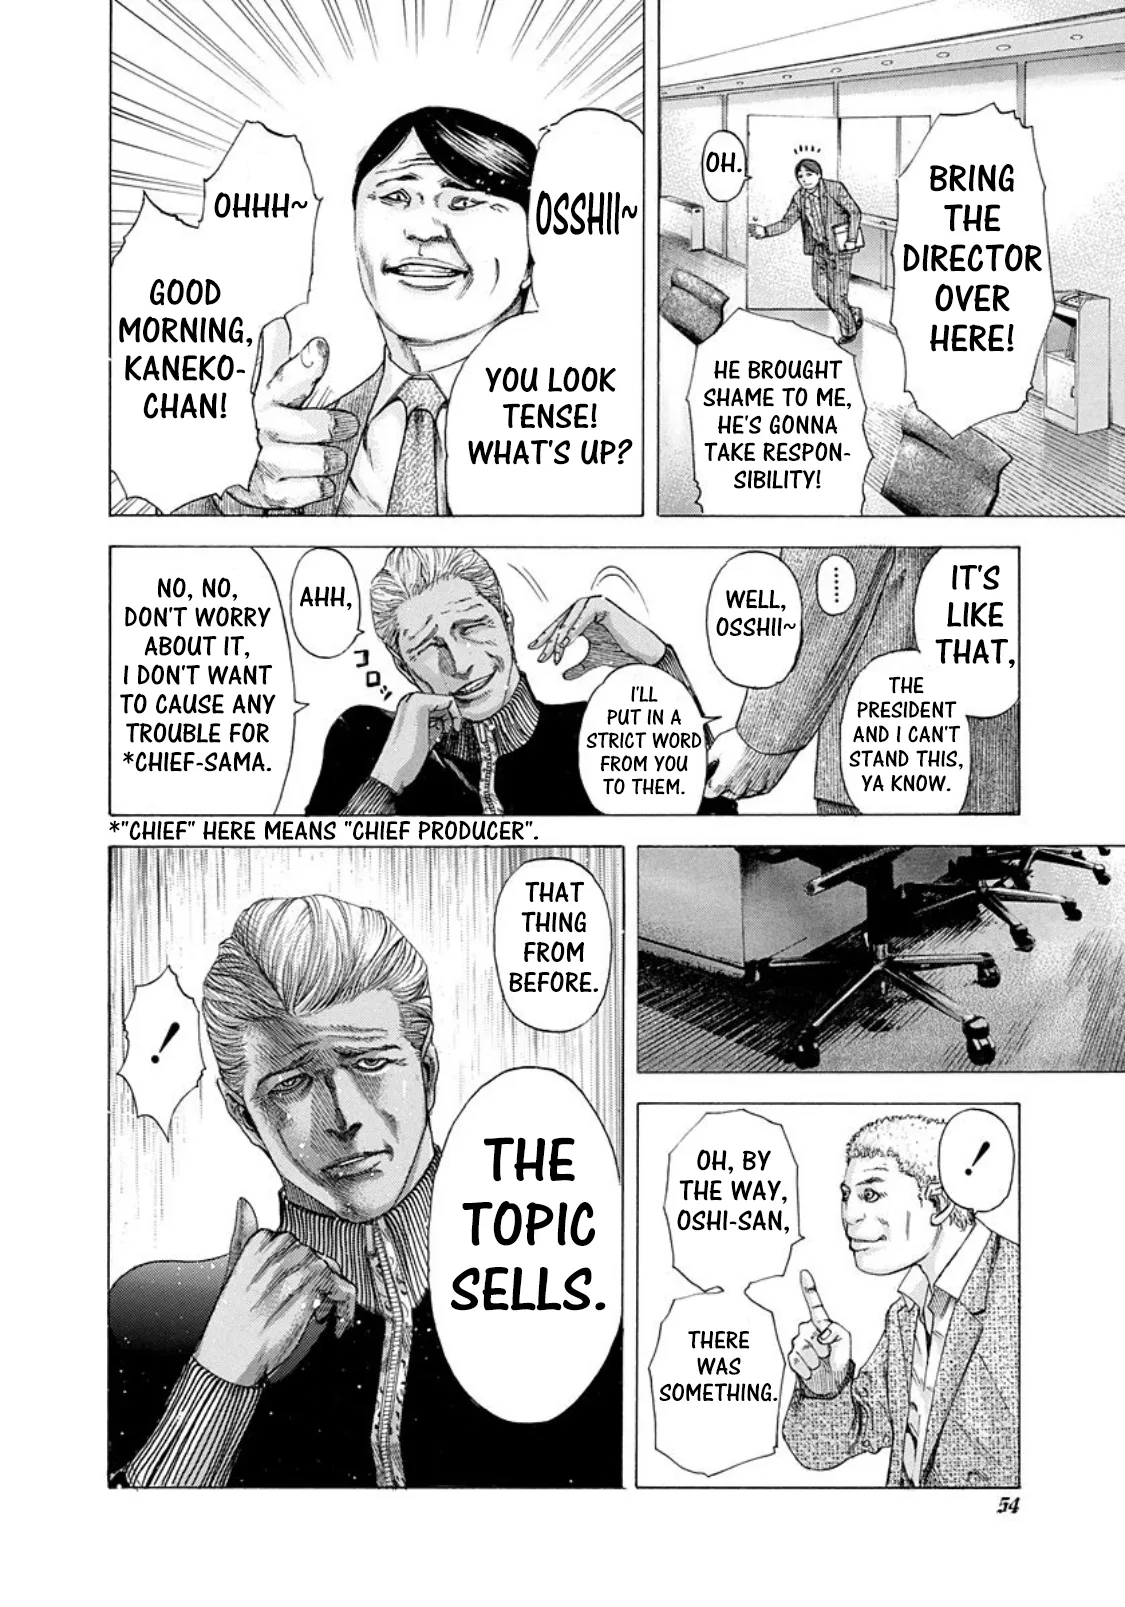 BRING
THE
DIRECTOR
OVER
HERE!
OH.
HE BROUGHT
SHAME TO ME,
HE'S GONNA
TAKE RESPON-
SIBILITY!
OSSHII~
YOU LOOK
TENSE!
WHAT'S UP?
OHHH~
GOOD
MORNING,
KANEKO-
CHAN!
IT'S
LIKE
THAT,
THE
PRESIDENT
AND I CAN'T
STAND THIS,
YA KNOW.
........
WELL,
OSSHII~
I'LL
PUT IN A
STRICT WORD
FROM YOU
TO THEM.
AHH,
コロッ
NO, NO,
DON'T WORRY
ABOUT IT,
I DON'T WANT
TO CAUSE ANY
TROUBLE FOR
*CHIEF-SAMA.
*"CHIEF" HERE MEANS "CHIEF PRODUCER".
!
OH, BY
THE WAY,
OSHI-SAN,
THERE
WAS
SOMETHING.
THAT
THING
FROM
BEFORE.
THE
TOPIC
SELLS.
!
54